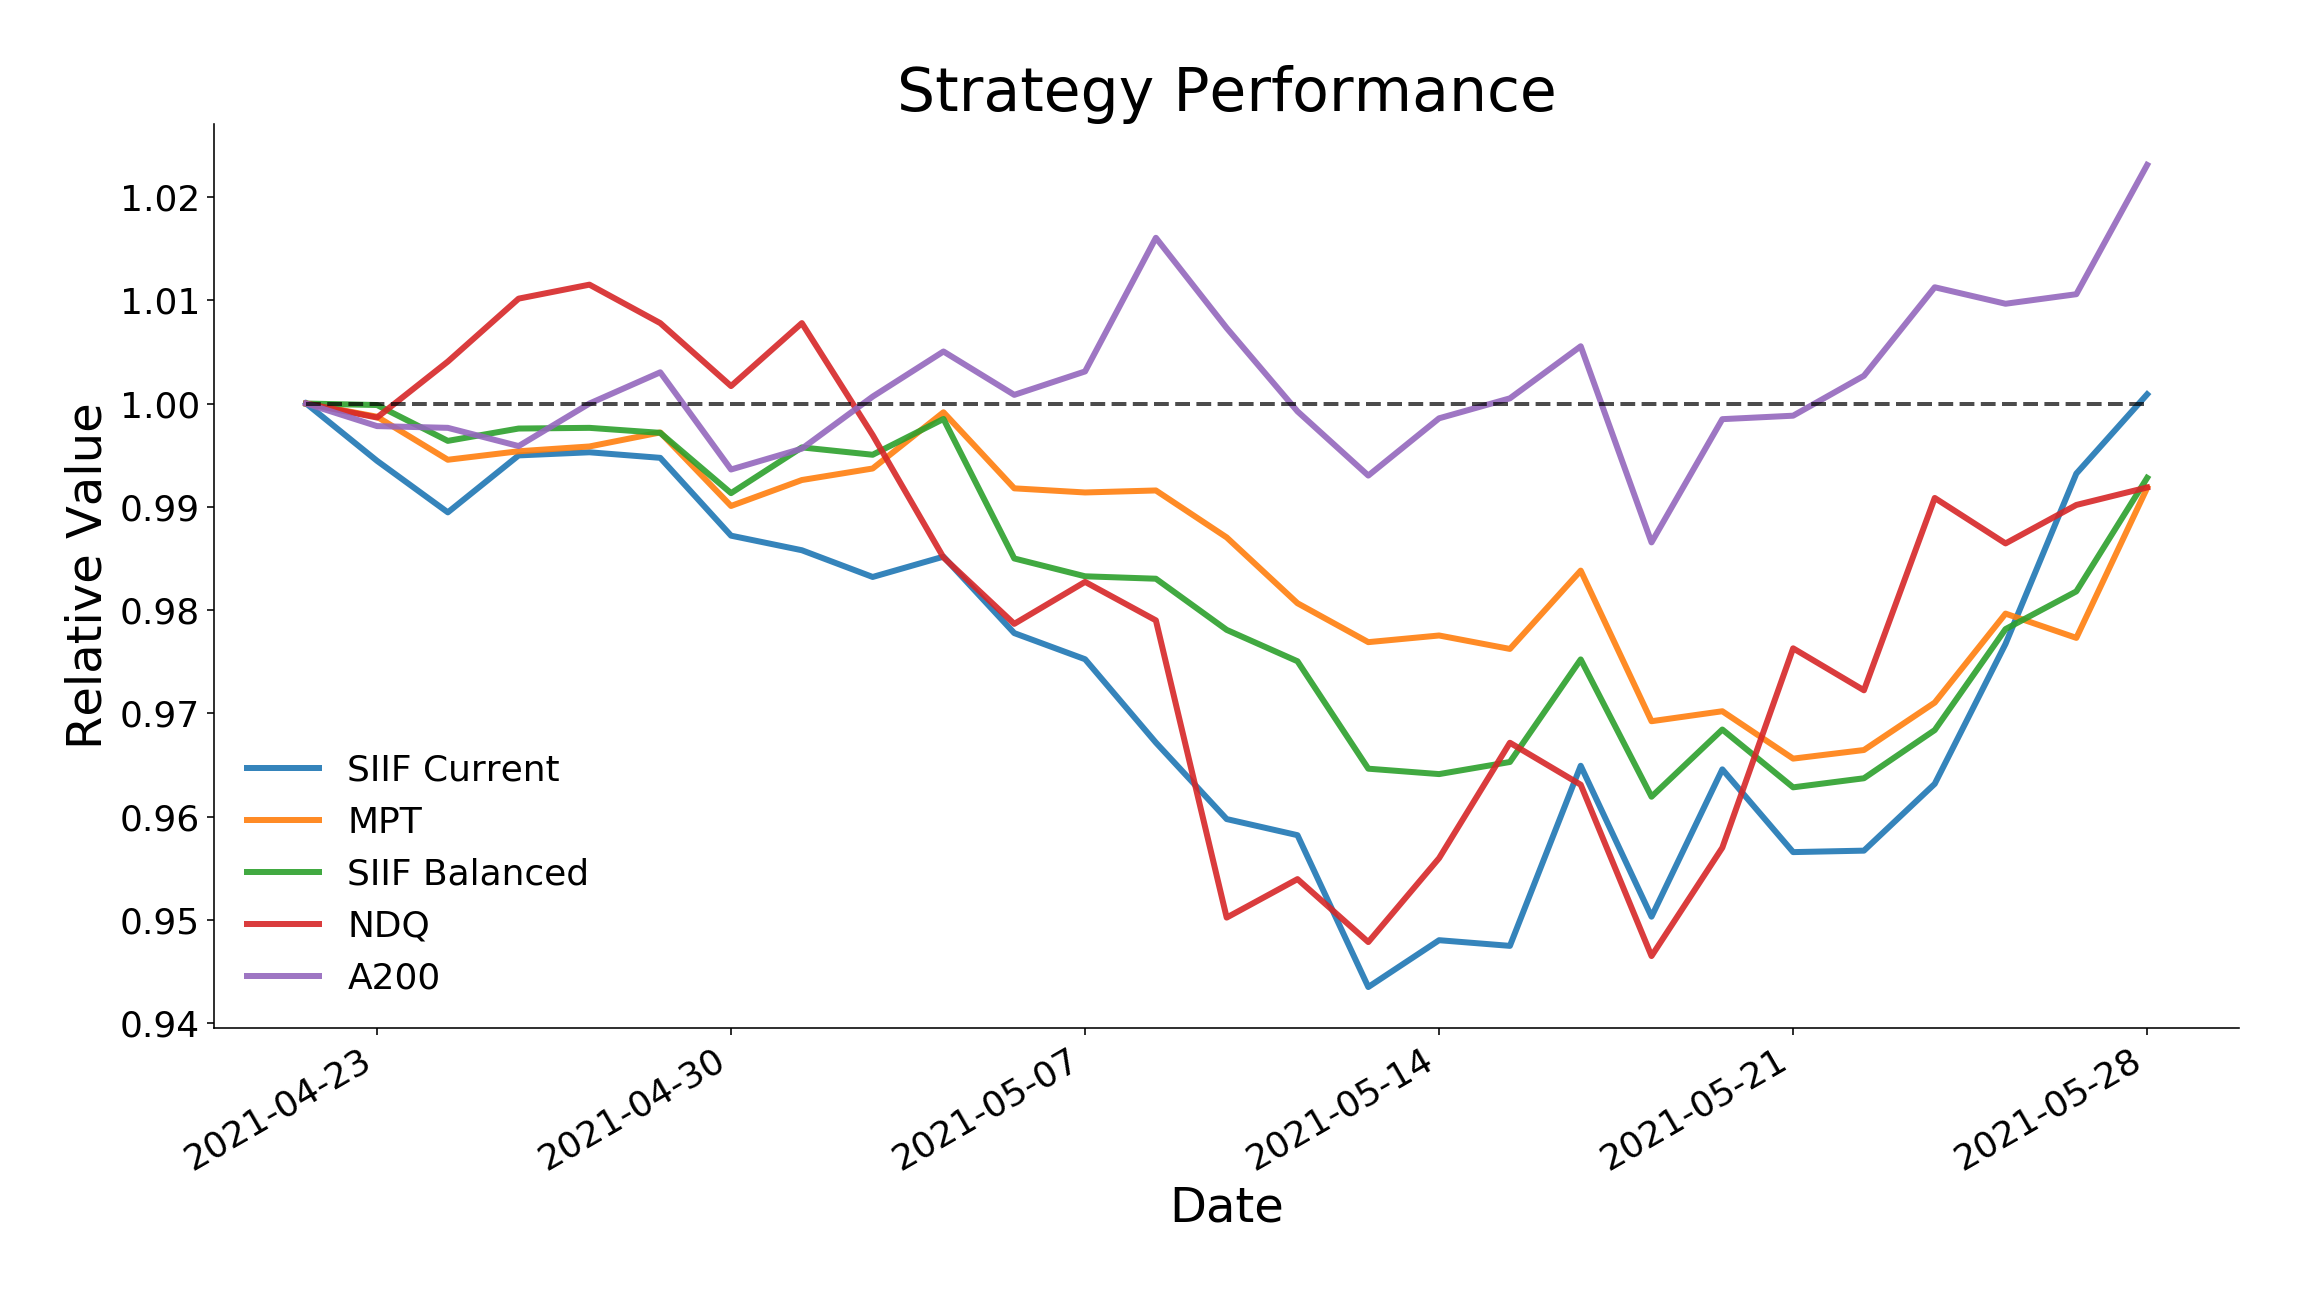 Strategy Performance
Relative Value
1.02
1.01
1.00
0.99
0.98
0.97
0.96
0.95
0.94
SIIF Current
MPT
SIIF Balanced
NDQ
A200
2021-04-23
2021-04-30
2021-05-07
2021-05-14
2021-05-21
2021-05-28
Date